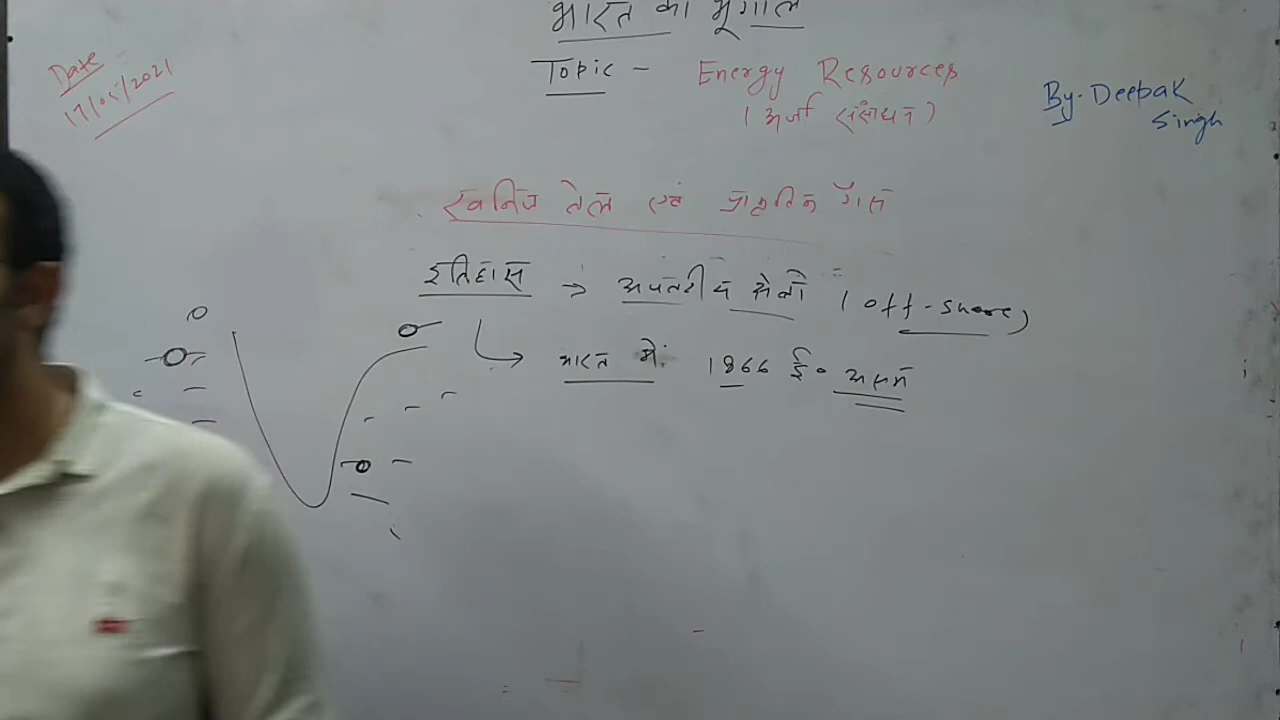 भारत का भूगोल
Date
17/05/2021
Topic - Energy Resources
(ऊर्जा संसाधन)
By. Deepak
Singh
खनिज तेल एवं प्राकृतिक गैस
इतिहास → अपतटीय क्षेत्रों (off-shore)
भारत में: 1866 ई० असम